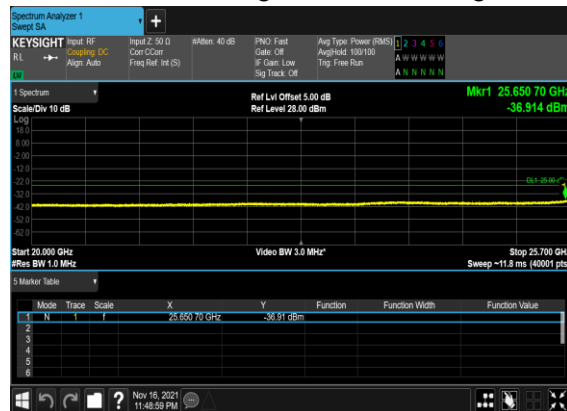 Spectrum Analyzer 1
Swept SA
KEYSIGHT Input: RF Input Z: 50 Ω #Atten: 40 dB PNO: Fast Avg Type: Power (RMS) 1 2 3 4 5 6
RL Coupling: DC Corr CCorr Gate: Off Avg|Hold: 100/100 A W W W W W
Align: Auto Freq Ref: Int (S) IF Gain: Low Trig: Free Run
LXI Sig Track: Off A N N N N N
1 Spectrum Ref Lvl Offset 5.00 dB Mkr1 25.650 70 GHz
Scale/Div 10 dB Ref Level 28.00 dBm -36.914 dBm
Log
18.0
8.00
-2.00
-12.0
-22.0 DL1 -25.00
-32.0
-42.0
-52.0
-62.0
Start 20.000 GHz Video BW 3.0 MHz* Stop 25.700 GHz
#Res BW 1.0 MHz Sweep ~11.8 ms (40001 pts
5 Marker Table
Mode Trace Scale X Y Function Function Width Function Value
1 N 1 f 25.650 70 GHz -36.91 dBm
2
3
4
5
6
? Nov 16, 2021
11:48:59 PM